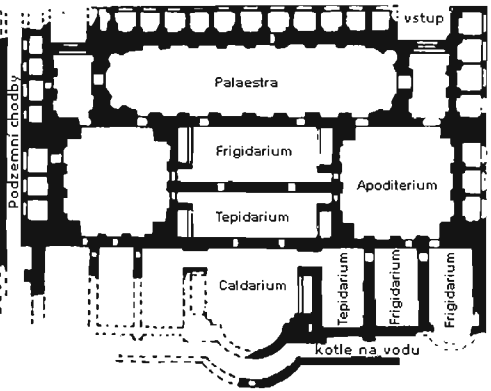 vstup
Palaestra
Podzemní chodby
Frigidarium
Apoditerium
Tepidarium
Caldarium
Tepidarium
Frigidarium
Frigidarium
kotle na vodu